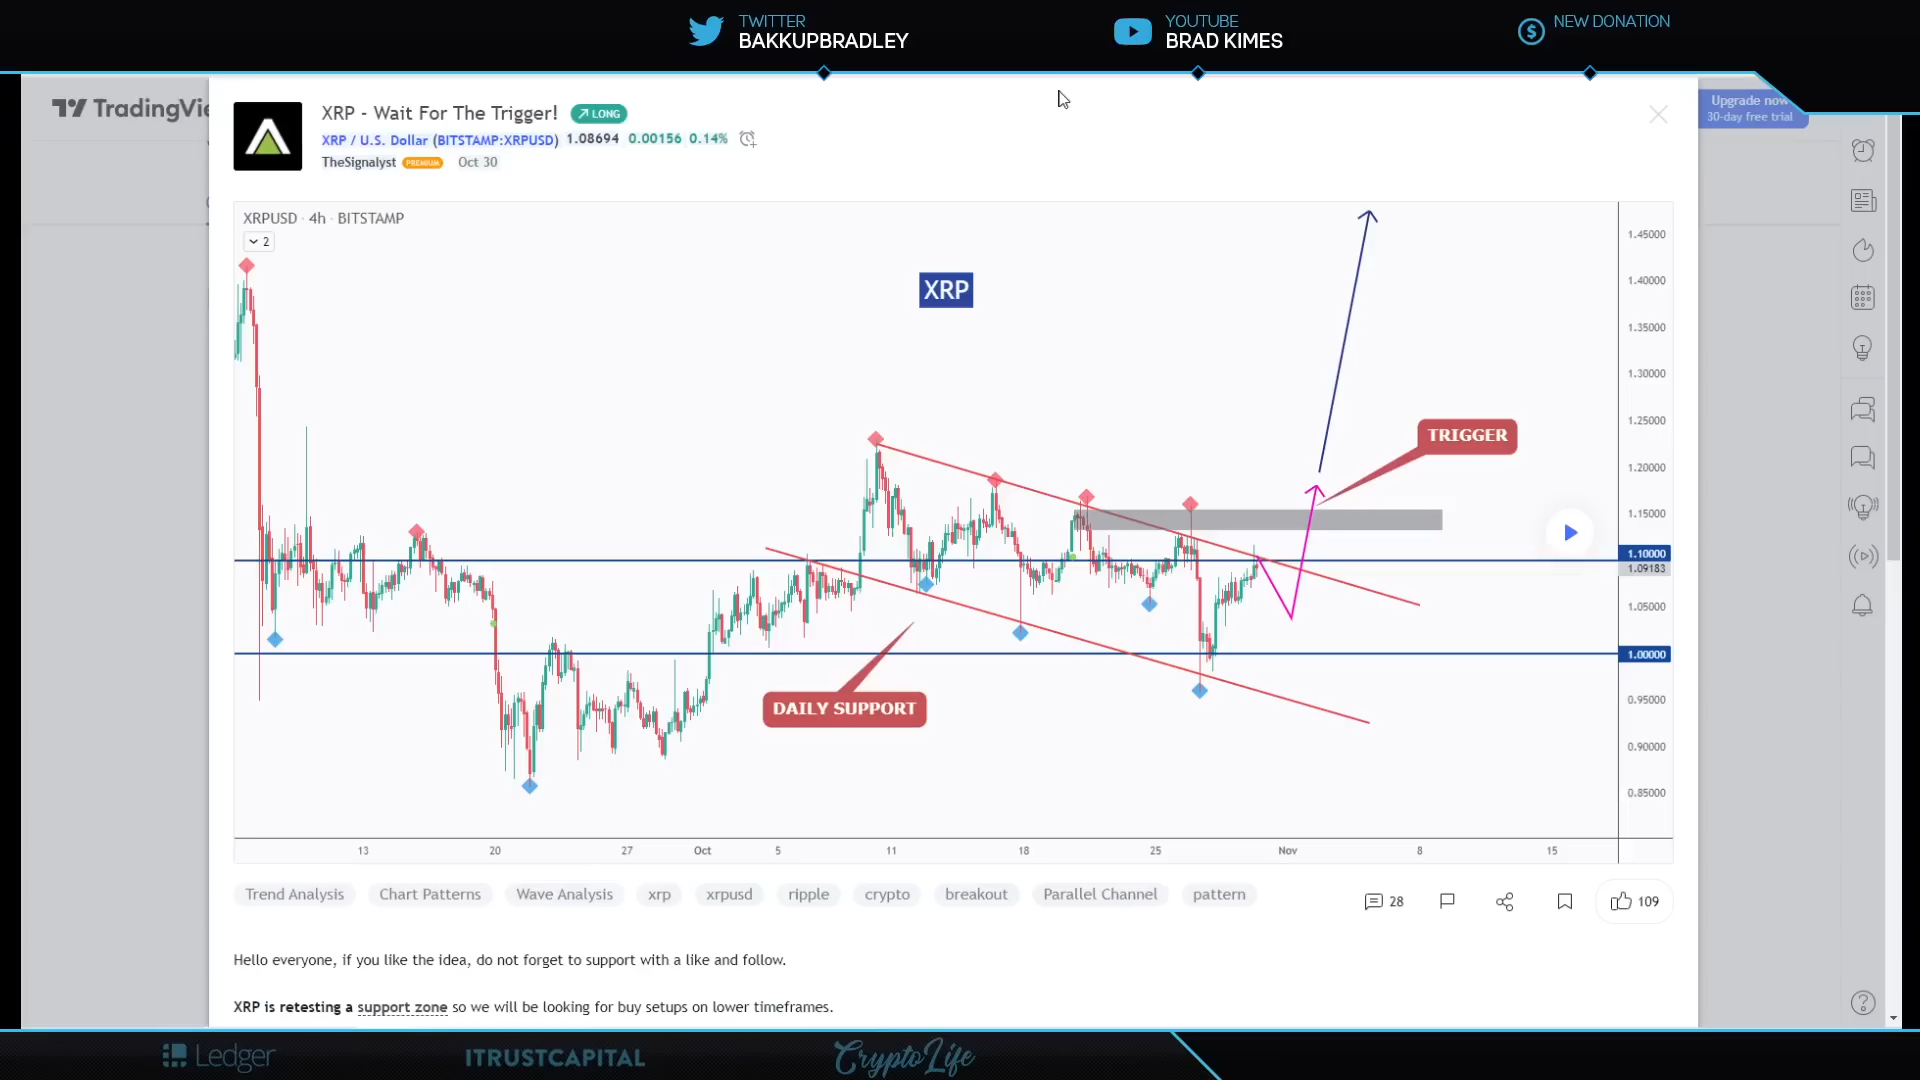 TWITTER
BAKKUPBRADLEY
YOUTUBE
BRAD KIMES
NEW DONATION
TradingVie
Upgrade now
30-day free trial
XRP - Wait For The Trigger! LONG
XRP / U.S. Dollar (BITSTAMP:XRPUSD) 1.08694 0.00156 0.14%
TheSignalyst PREMIUM Oct 30
XRPUSD · 4h · BITSTAMP
2
XRP
TRIGGER
DAILY SUPPORT
1.45000
1.40000
1.35000
1.30000
1.25000
1.20000
1.15000
1.10000
1.09183
1.05000
1.00000
0.95000
0.90000
0.85000
13 20 27 Oct 5 11 18 25 Nov 8 15
Trend Analysis Chart Patterns Wave Analysis xrp xrpusd ripple crypto breakout Parallel Channel pattern
28 109
Hello everyone, if you like the idea, do not forget to support with a like and follow.
XRP is retesting a support zone so we will be looking for buy setups on lower timeframes.
Ledger ITRUSTCAPITAL CryptoLife